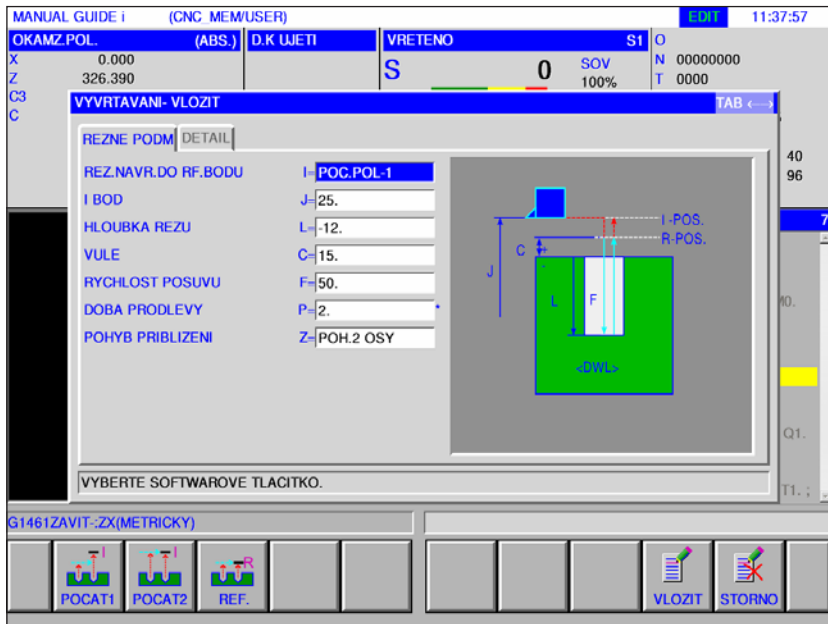 MANUAL GUIDE i (CNC_MEM/USER) EDIT 11:37:57
OKAMZ.POL. (ABS.) D.K UJETI VRETENO S1 O
X 0.000 N 00000000
Z 326.390 S 0 SOV 100% T 0000
C3
C
VYVRTAVANI- VLOZIT TAB ←→
REZNE PODM DETAIL
REZ.NAVR.DO RF.BODU I=POC.POL-1
I BOD J=25.
HLOUBKA REZU L=-12.
VULE C=15.
RYCHLOST POSUVU F=50.
DOBA PRODLEVY P=2.
POHYB PRIBLIZENI Z=POH.2 OSY
I-POS.
R-POS.
C + -
J
L F
<DWL>
40
96
7
M0.
Q1.
T1. ;
VYBERTE SOFTWAROVE TLACITKO.
G1461ZAVIT-:ZX(METRICKY)
I I R
POCAT1 POCAT2 REF. VLOZIT STORNO